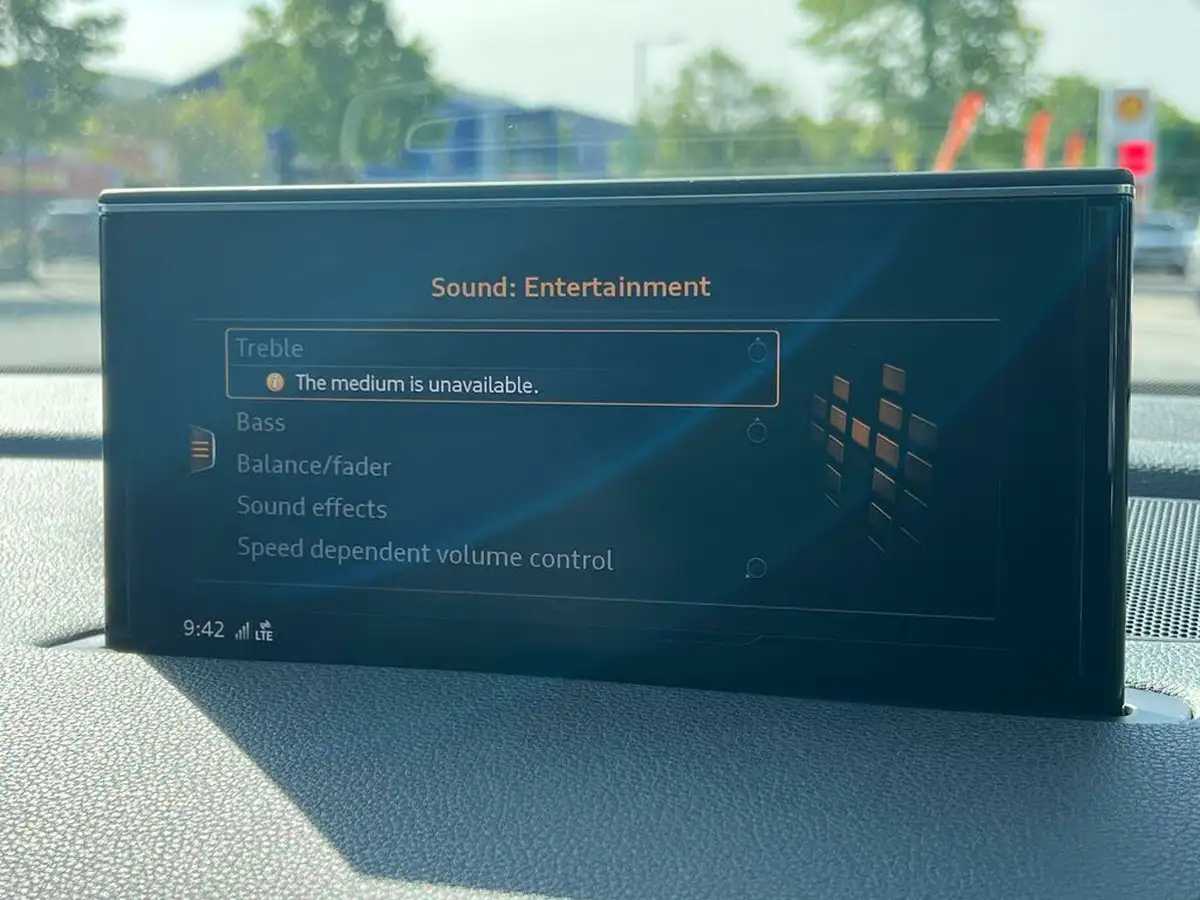 Sound: Entertainment
Treble
The medium is unavailable.
Bass
Balance/fader
Sound effects
Speed dependent volume control
9:42 LTE